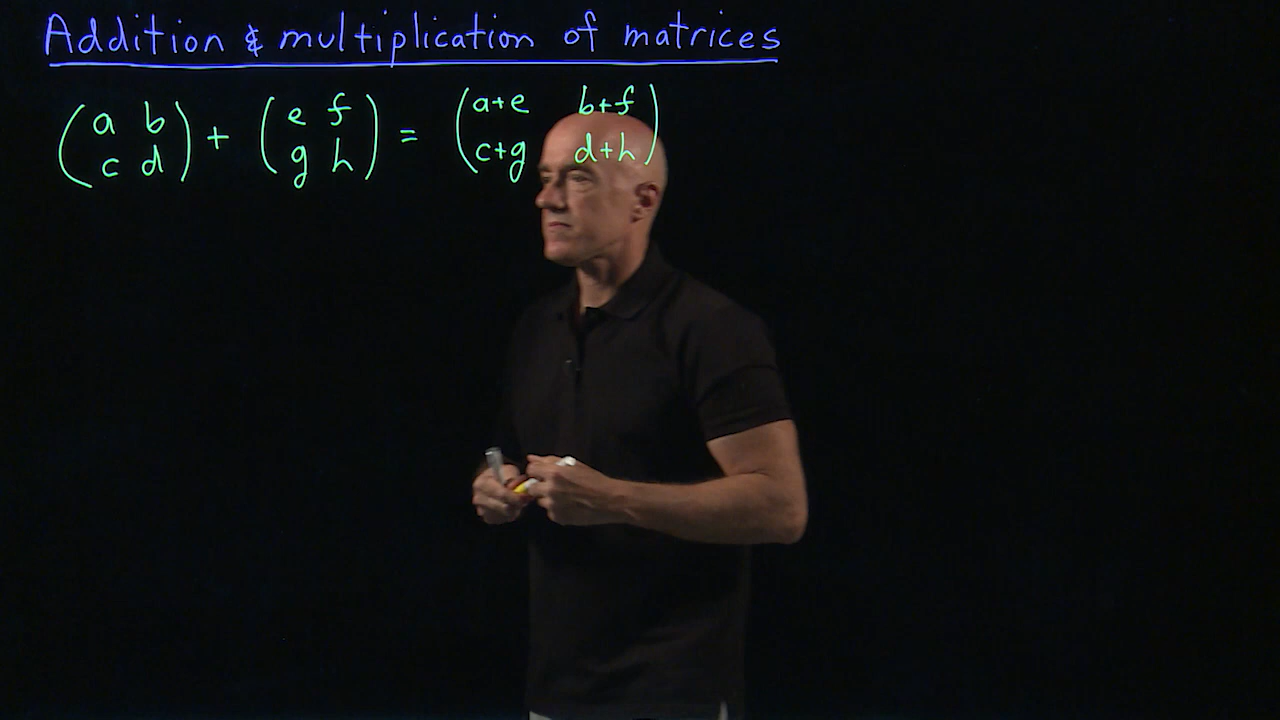 Addition & multiplication of matrices
(a b) + (e f) = (a+e b+f)
(c d) (g h) (c+g d+h)